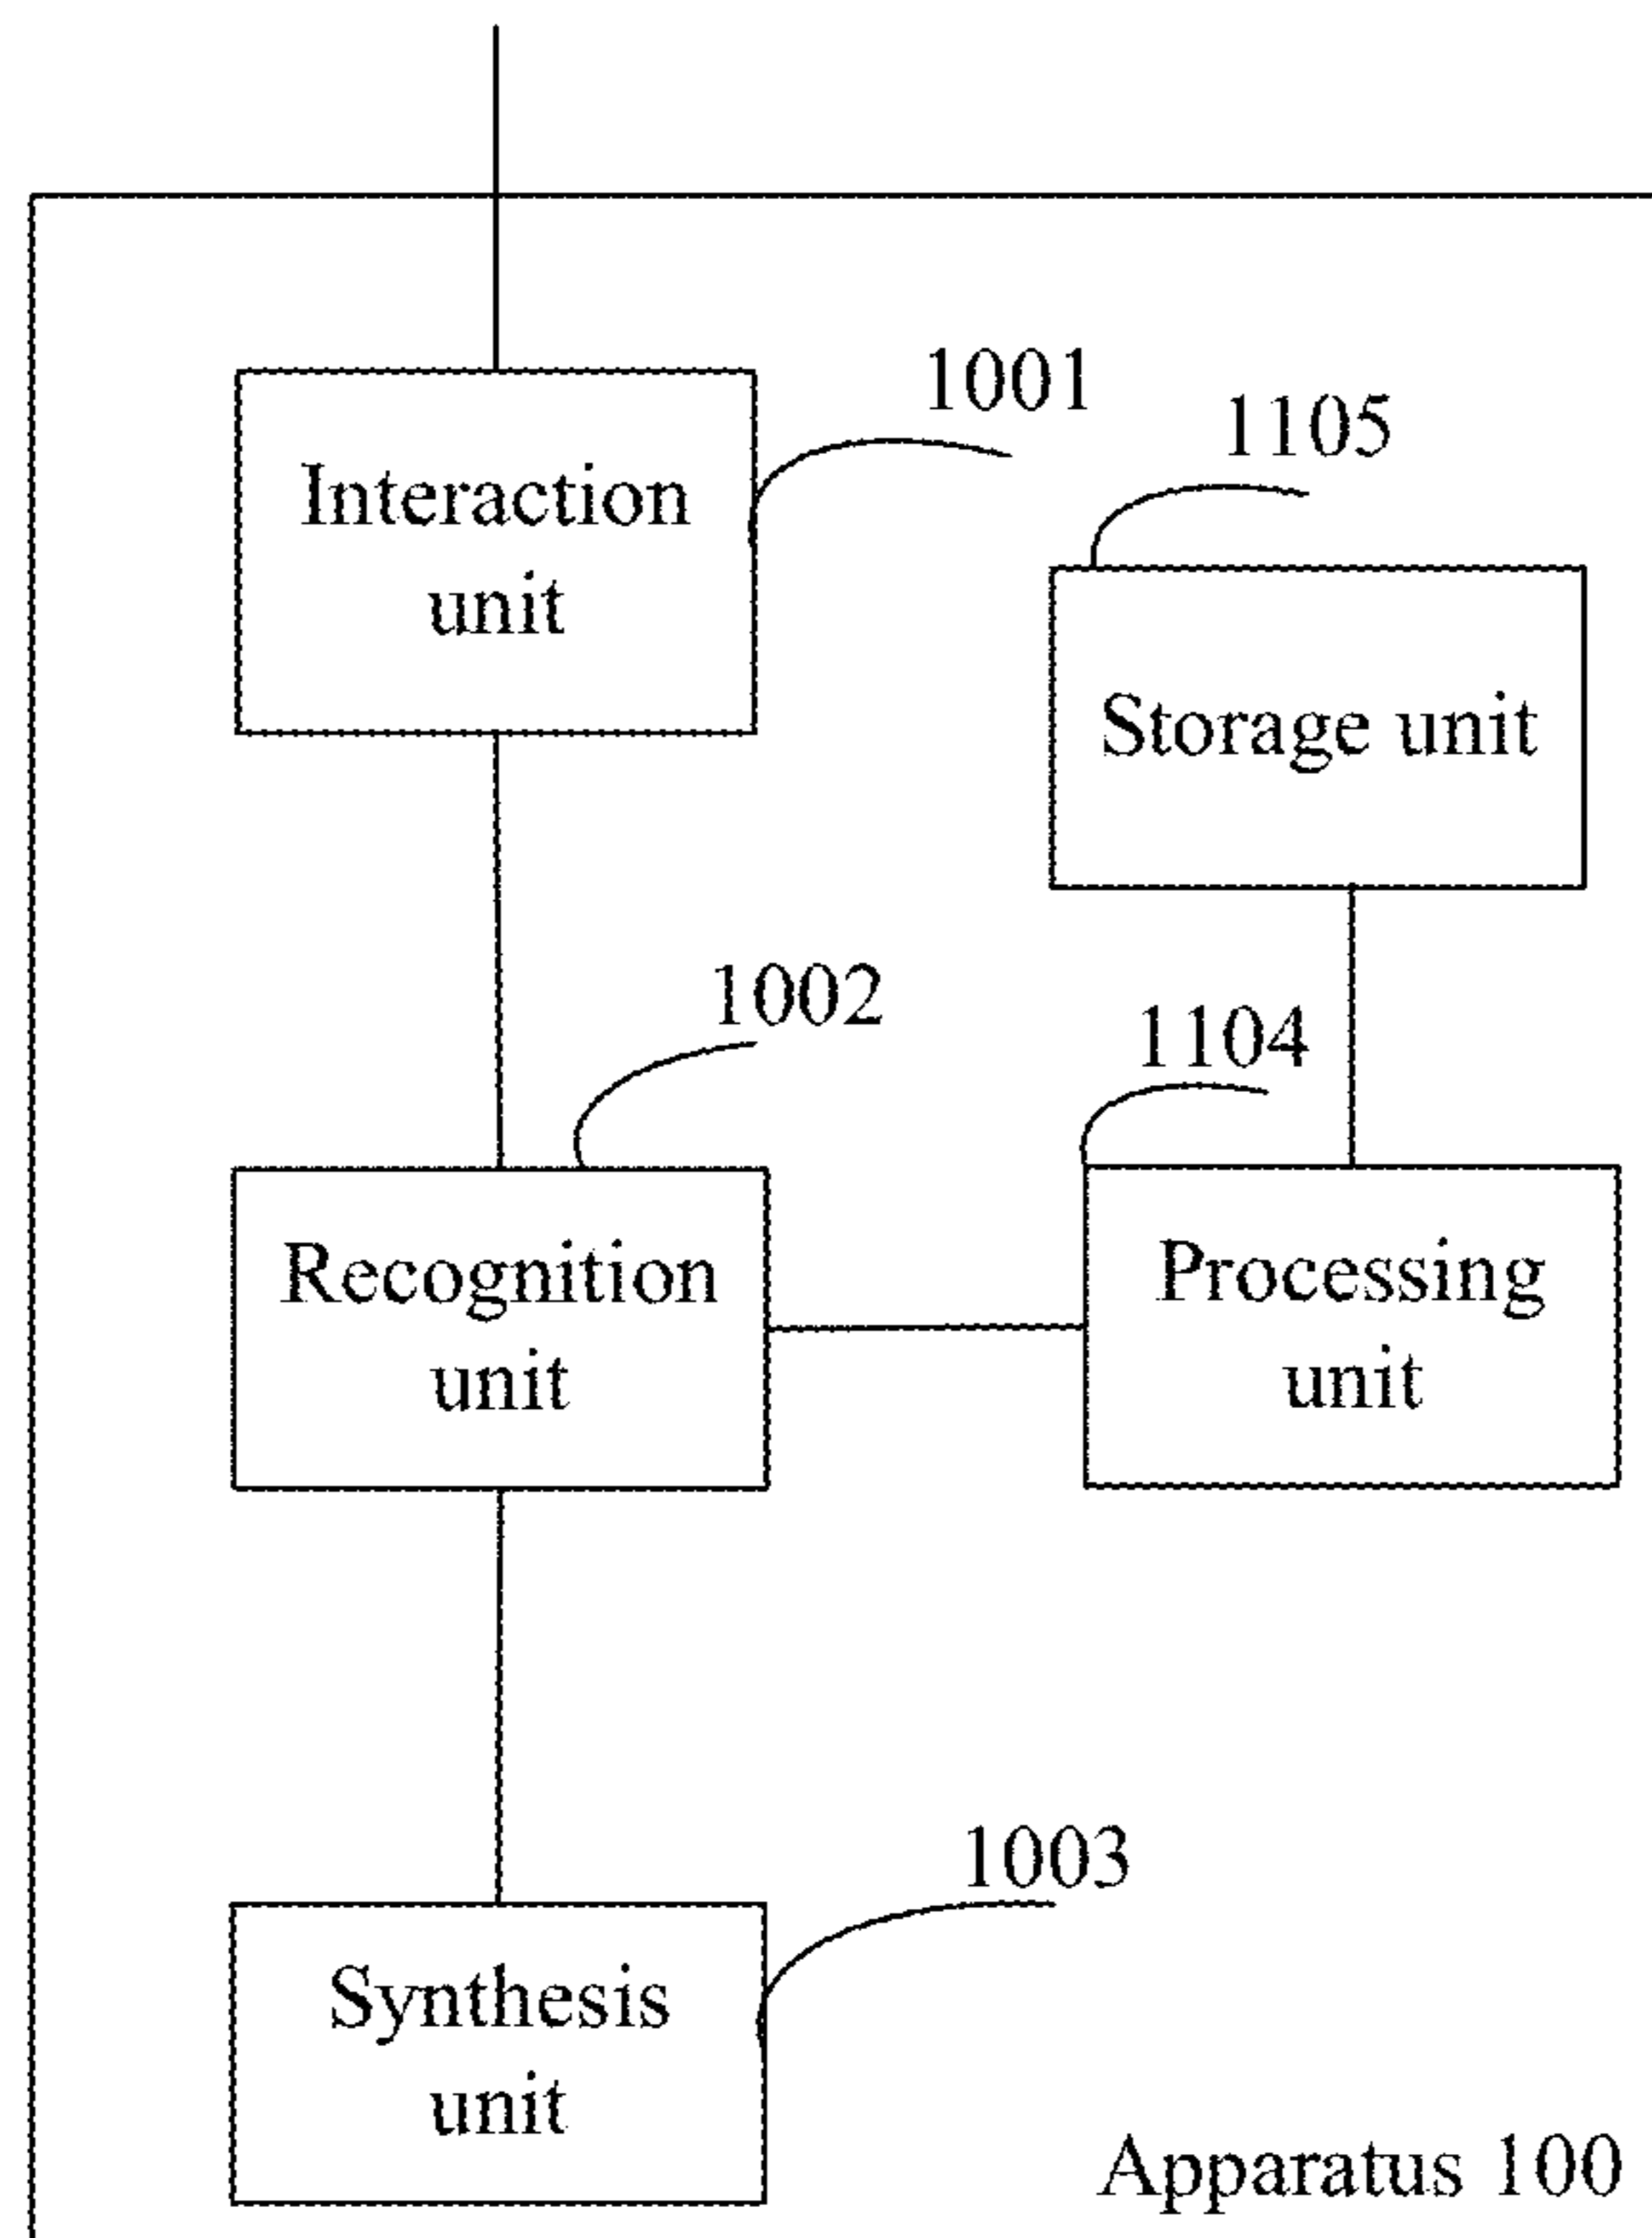 1001
1105
Interaction
unit
Storage unit
1002
1104
Recognition
unit
Processing
unit
1003
Synthesis
unit
Apparatus 100